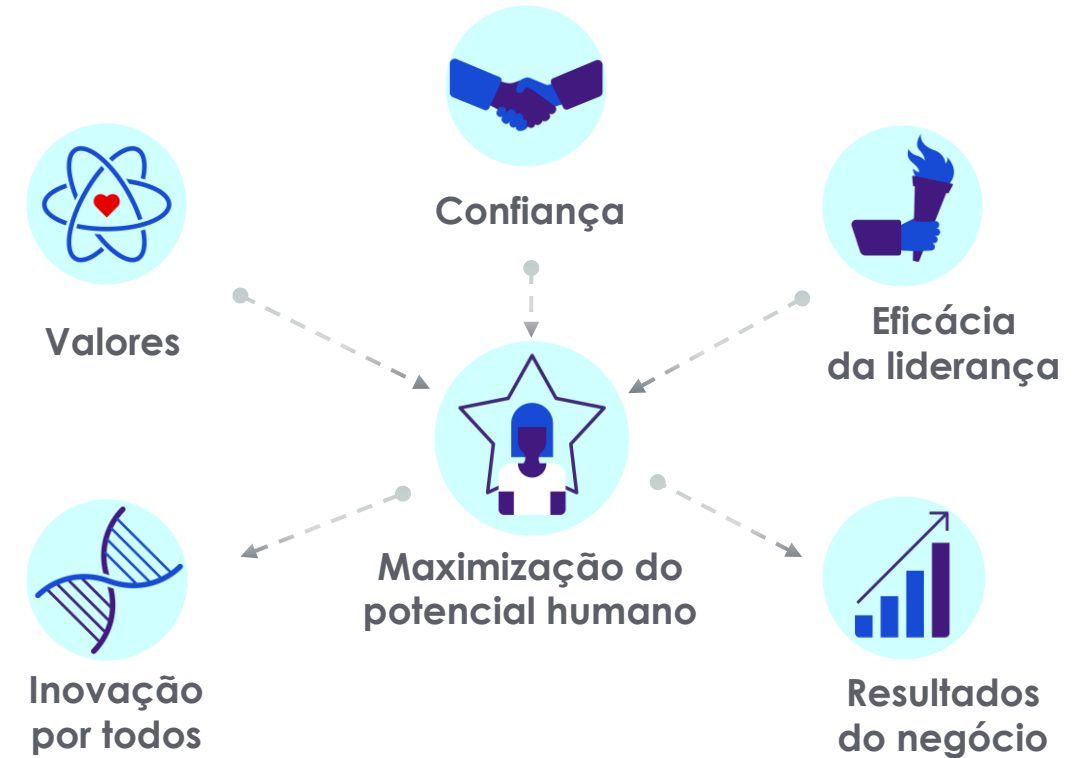 Confiança
Valores
Eficácia
da liderança
Maximização do
potencial humano
Inovação
por todos
Resultados
do negócio